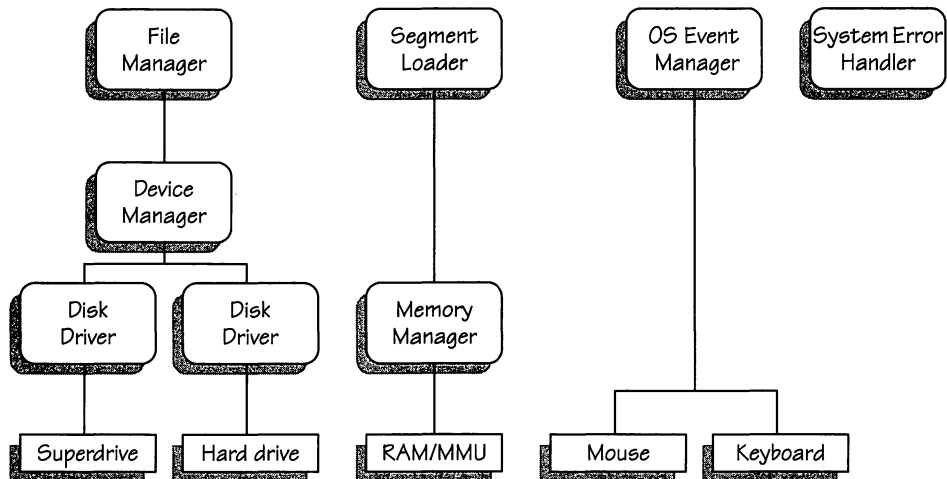 File
Manager
Segment
Loader
OS Event
Manager
System Error
Handler
Device
Manager
Disk
Driver
Disk
Driver
Memory
Manager
Superdrive
Hard drive
RAM/MMU
Mouse
Keyboard